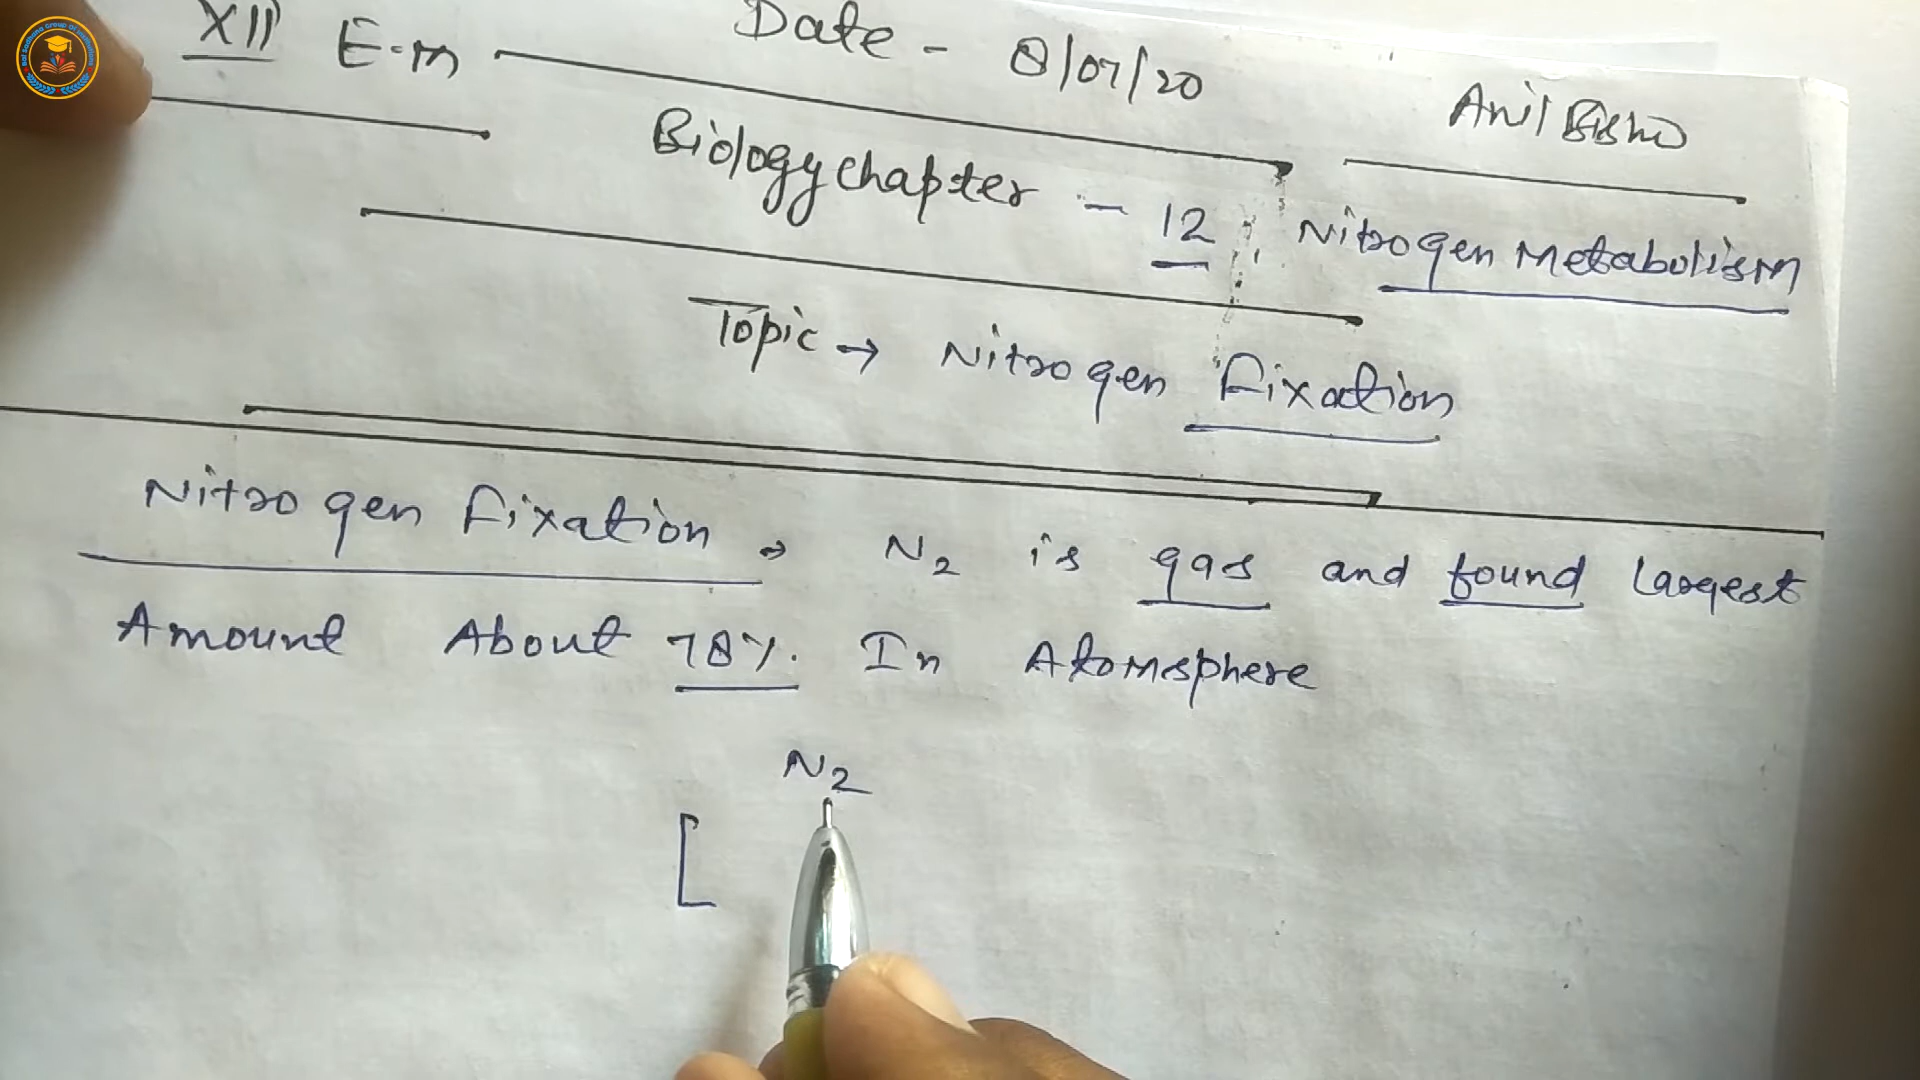 XII E-m Date - 8/07/20 Anil
Biology chapter - 12 Nitrogen Metabolism
Topic → Nitrogen Fixation
Nitrogen Fixation → N2 is gas and found Largest
Amount About 78% In Atomsphere
N2
[